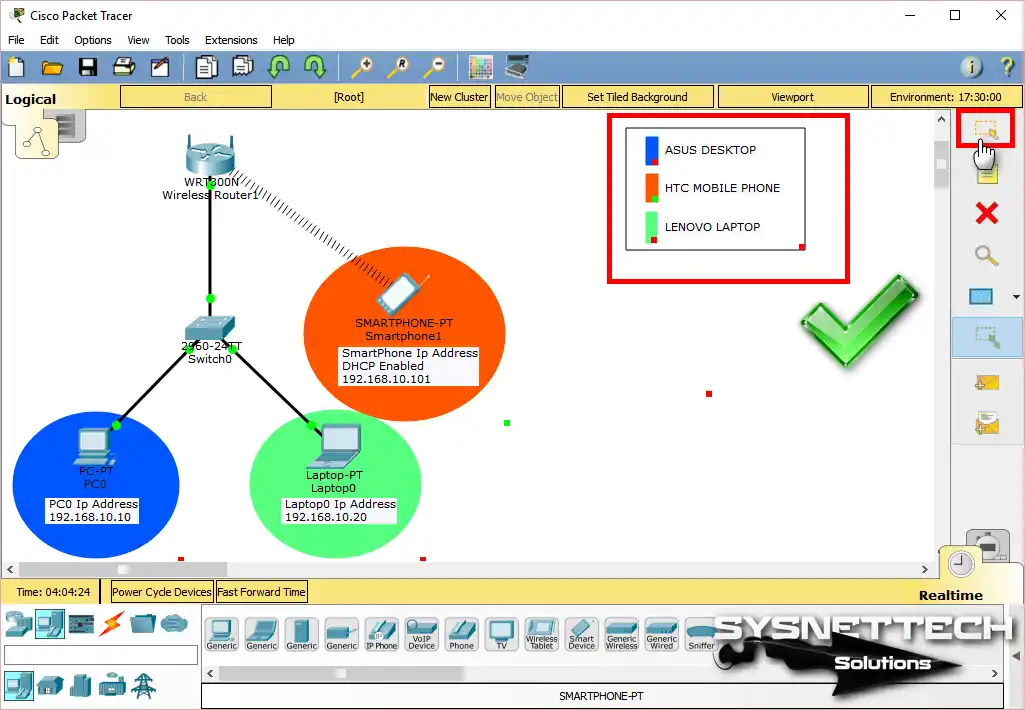 Cisco Packet Tracer
File Edit Options View Tools Extensions Help
Logical
Back
[Root]
New Cluster
Move Object
Set Tiled Background
Viewport
Environment: 17:30:00
R
i
?
WRT300N
Wireless Router1
ASUS DESKTOP
HTC MOBILE PHONE
LENOVO LAPTOP
SMARTPHONE-PT
Smartphone1
SmartPhone Ip Address
DHCP Enabled
192.168.10.101
2960-24TT
Switch0
PC-PT
PC0
PC0 Ip Address
192.168.10.10
Laptop-PT
Laptop0
Laptop0 Ip Address
192.168.10.20
Time: 04:04:24
Power Cycle Devices
Fast Forward Time
Realtime
Generic
Generic
Generic
Generic
IP
IP Phone
VoIP
Device
Phone
TV
Wireless
Tablet
Smart
Device
Generic
Wireless
Generic
Wired
Sniffer
SYSNETTECH
Solutions
SMARTPHONE-PT